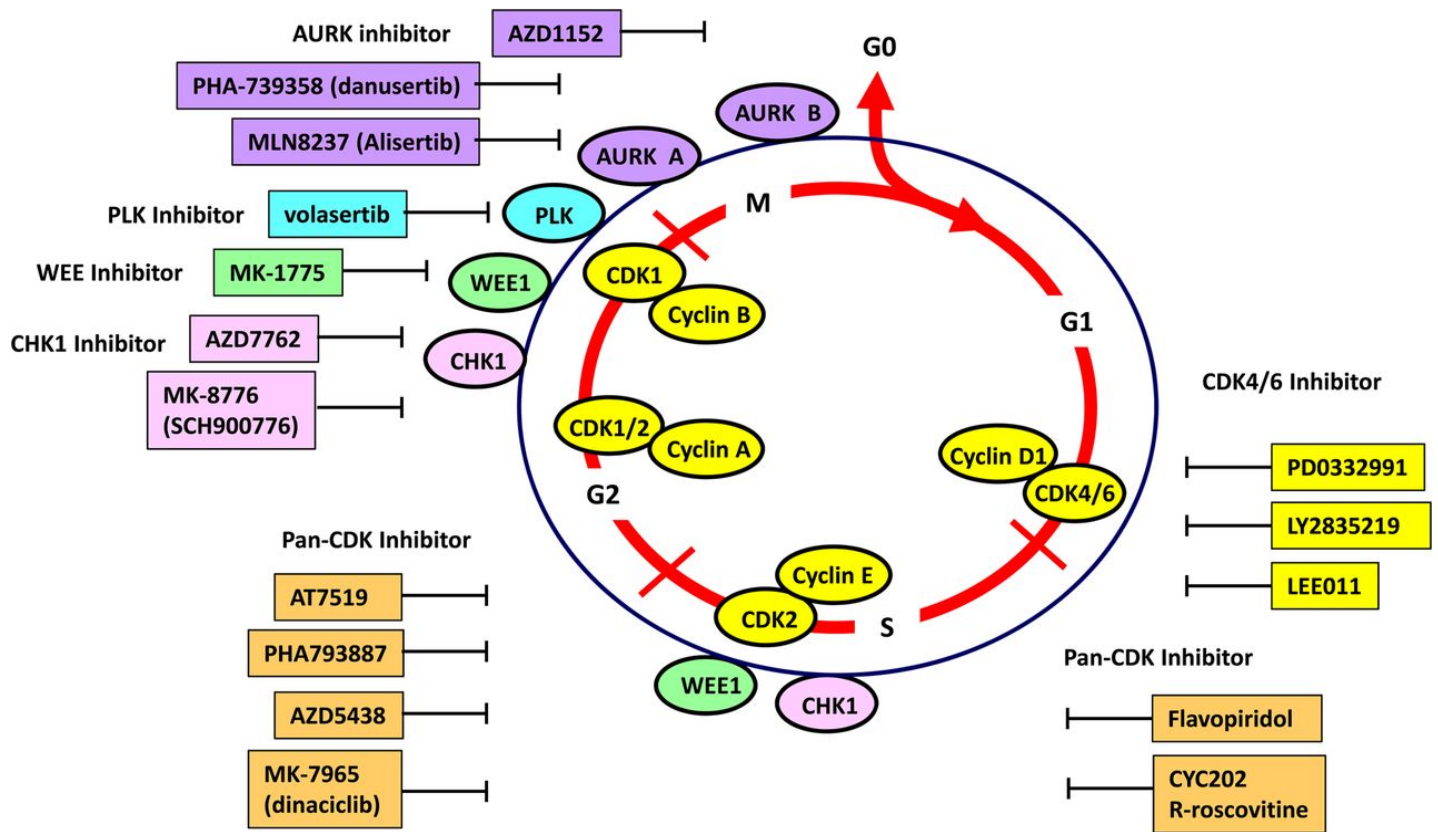 AURK inhibitor
AZD1152
PHA-739358 (danusertib)
MLN8237 (Alisertib)
PLK Inhibitor
volasertib
WEE Inhibitor
MK-1775
CHK1 Inhibitor
AZD7762
MK-8776
(SCH900776)
G0
AURK B
AURK A
PLK
WEE1
CHK1
M
CDK1
Cyclin B
G1
CDK1/2
Cyclin A
Cyclin D1
CDK4/6
G2
Cyclin E
CDK2
S
WEE1
CHK1
CDK4/6 Inhibitor
PD0332991
LY2835219
LEE011
Pan-CDK Inhibitor
AT7519
PHA793887
AZD5438
MK-7965
(dinaciclib)
Pan-CDK Inhibitor
Flavopiridol
CYC202
R-roscovitine